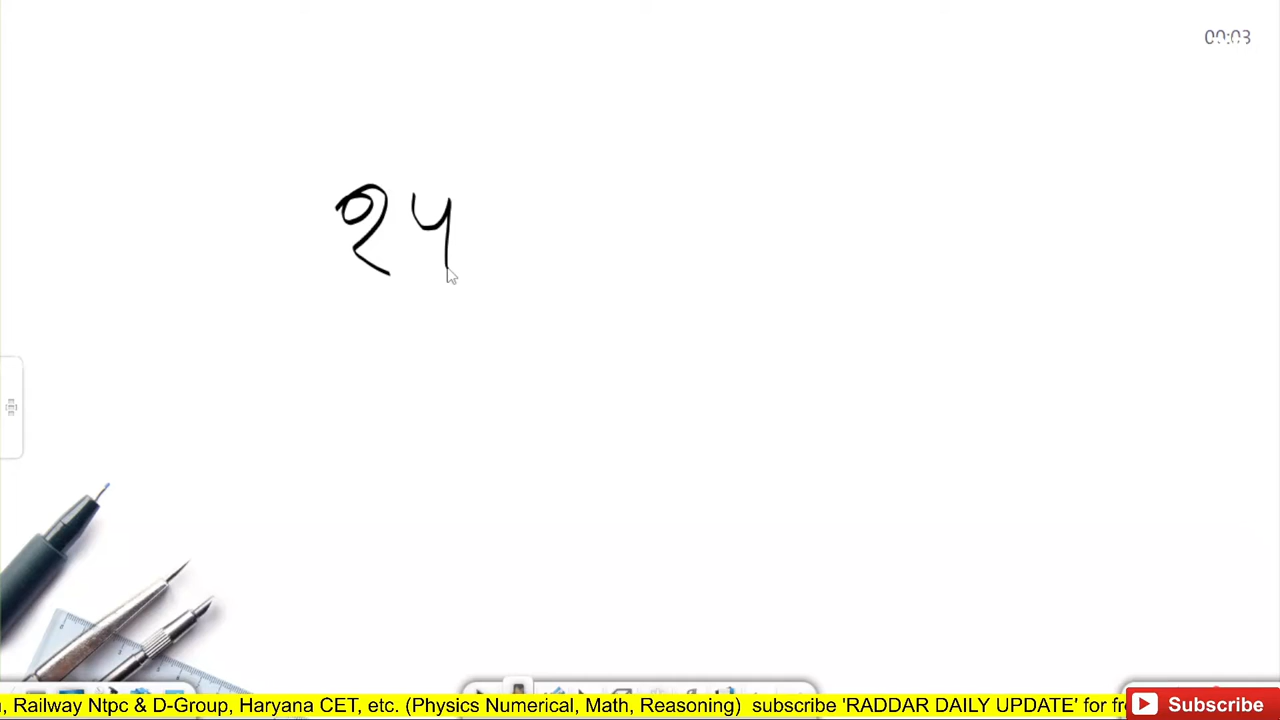 00:03
२५
, Railway Ntpc & D-Group, Haryana CET, etc. (Physics Numerical, Math, Reasoning) subscribe 'RADDAR DAILY UPDATE' for
Subscribe